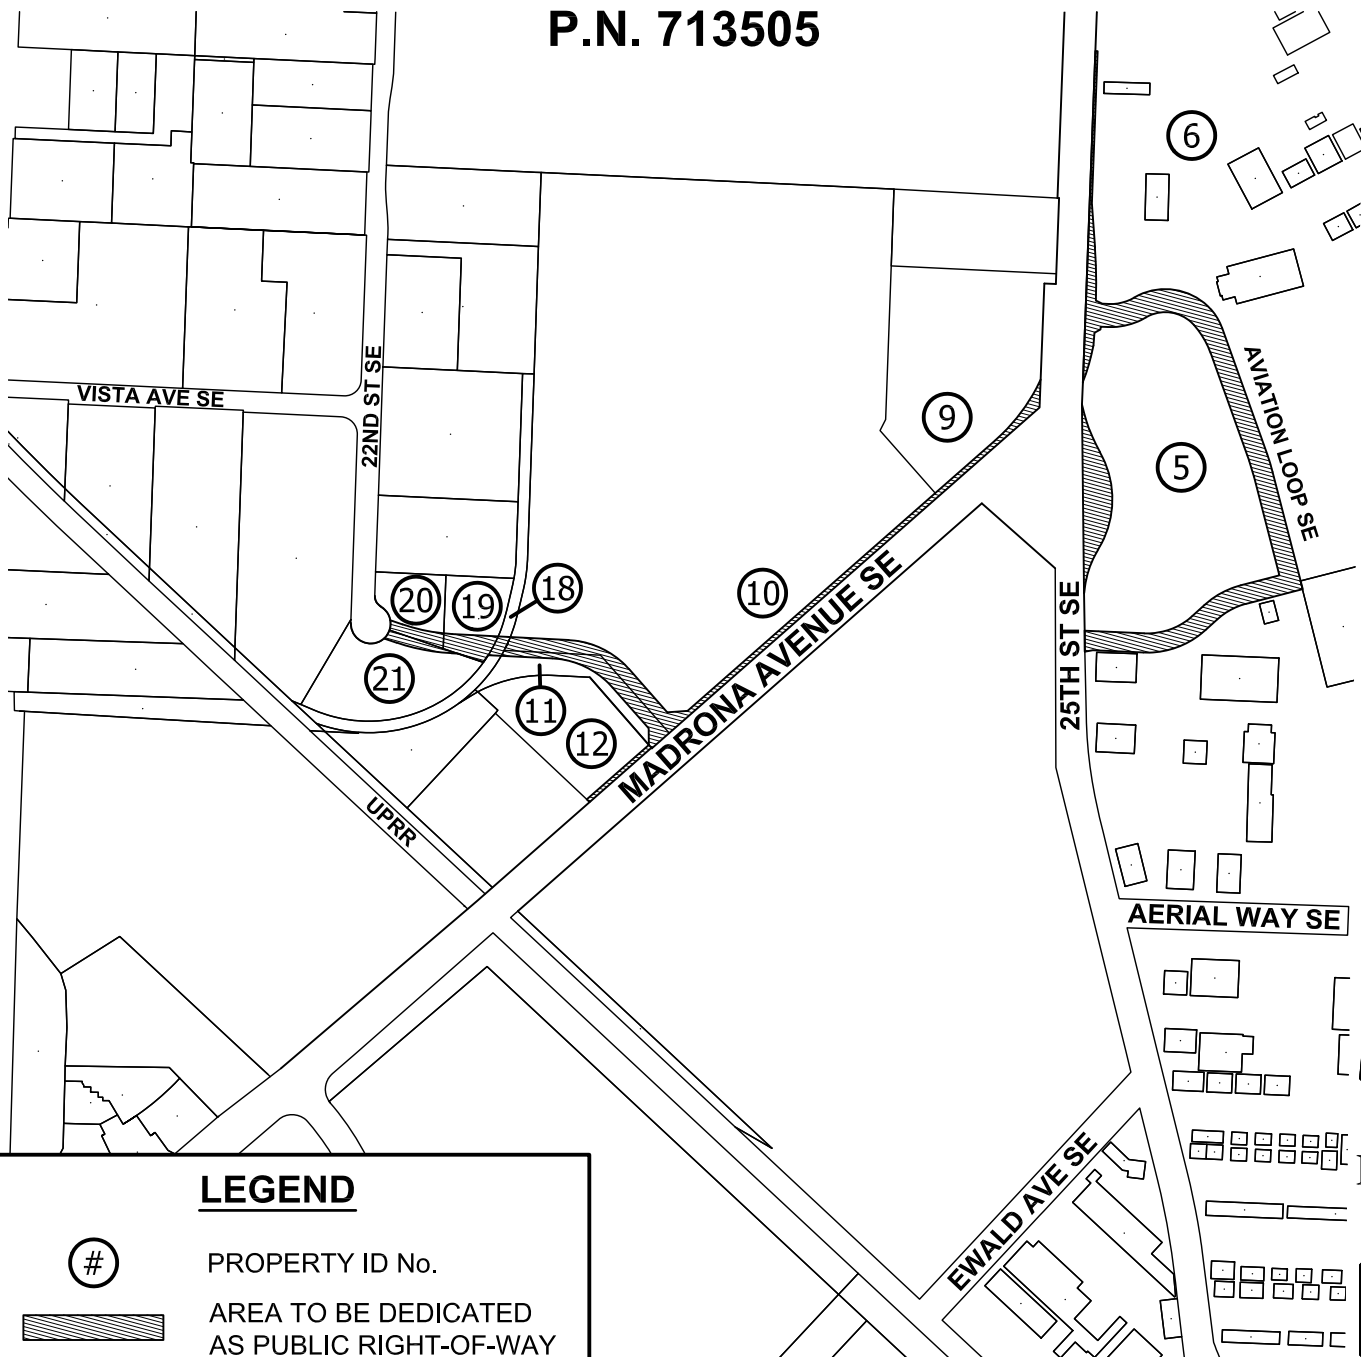 P.N. 713505
6
VISTA AVE SE
22ND ST SE
9
5
AVIATION LOOP SE
20
19
18
10
21
11
12
MADRONA AVENUE SE
25TH ST SE
UPRR
AERIAL WAY SE
EWALD AVE SE
LEGEND
# PROPERTY ID No.
AREA TO BE DEDICATED
AS PUBLIC RIGHT-OF-WAY